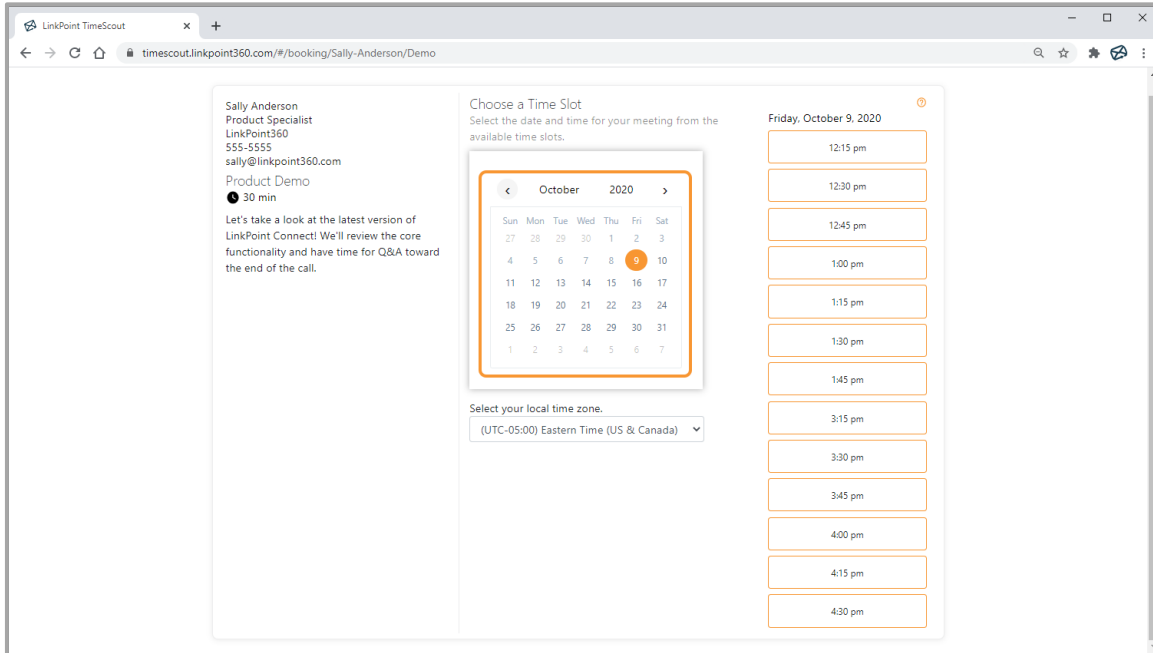 LinkPoint TimeScout
timescout.linkpoint360.com/#/booking/Sally-Anderson/Demo
Sally Anderson
Product Specialist
LinkPoint360
555-5555
sally@linkpoint360.com
Product Demo
30 min
Let's take a look at the latest version of
LinkPoint Connect! We'll review the core
functionality and have time for Q&A toward
the end of the call.
Choose a Time Slot
Select the date and time for your meeting from the
available time slots.
October 2020
Sun Mon Tue Wed Thu Fri Sat
27 28 29 30 1 2 3
4 5 6 7 8 9 10
11 12 13 14 15 16 17
18 19 20 21 22 23 24
25 26 27 28 29 30 31
1 2 3 4 5 6 7
Select your local time zone.
(UTC-05:00) Eastern Time (US & Canada)
Friday, October 9, 2020
12:15 pm
12:30 pm
12:45 pm
1:00 pm
1:15 pm
1:30 pm
1:45 pm
3:15 pm
3:30 pm
3:45 pm
4:00 pm
4:15 pm
4:30 pm